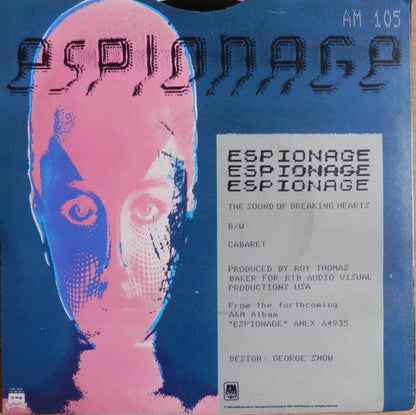 AM 105
ESPIONAGE
ESPIONAGE
ESPIONAGE
ESPIONAGE
THE SOUND OF BREAKING HEARTS
B/W
CABARET
PRODUCED BY ROY THOMAS
BAKER FOR RTB AUDIO VISUAL
PRODUCTIONS USA
From the forthcoming
A&M Album
"ESPIONAGE" AMLX 64935
DESIGN: GEORGE SNOW
A&M